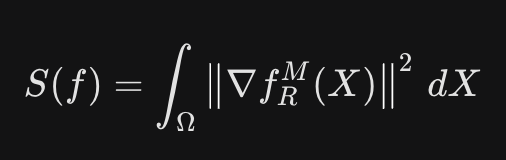 S(f) = ∫_Ω ‖∇f_R^M(X)‖² dX